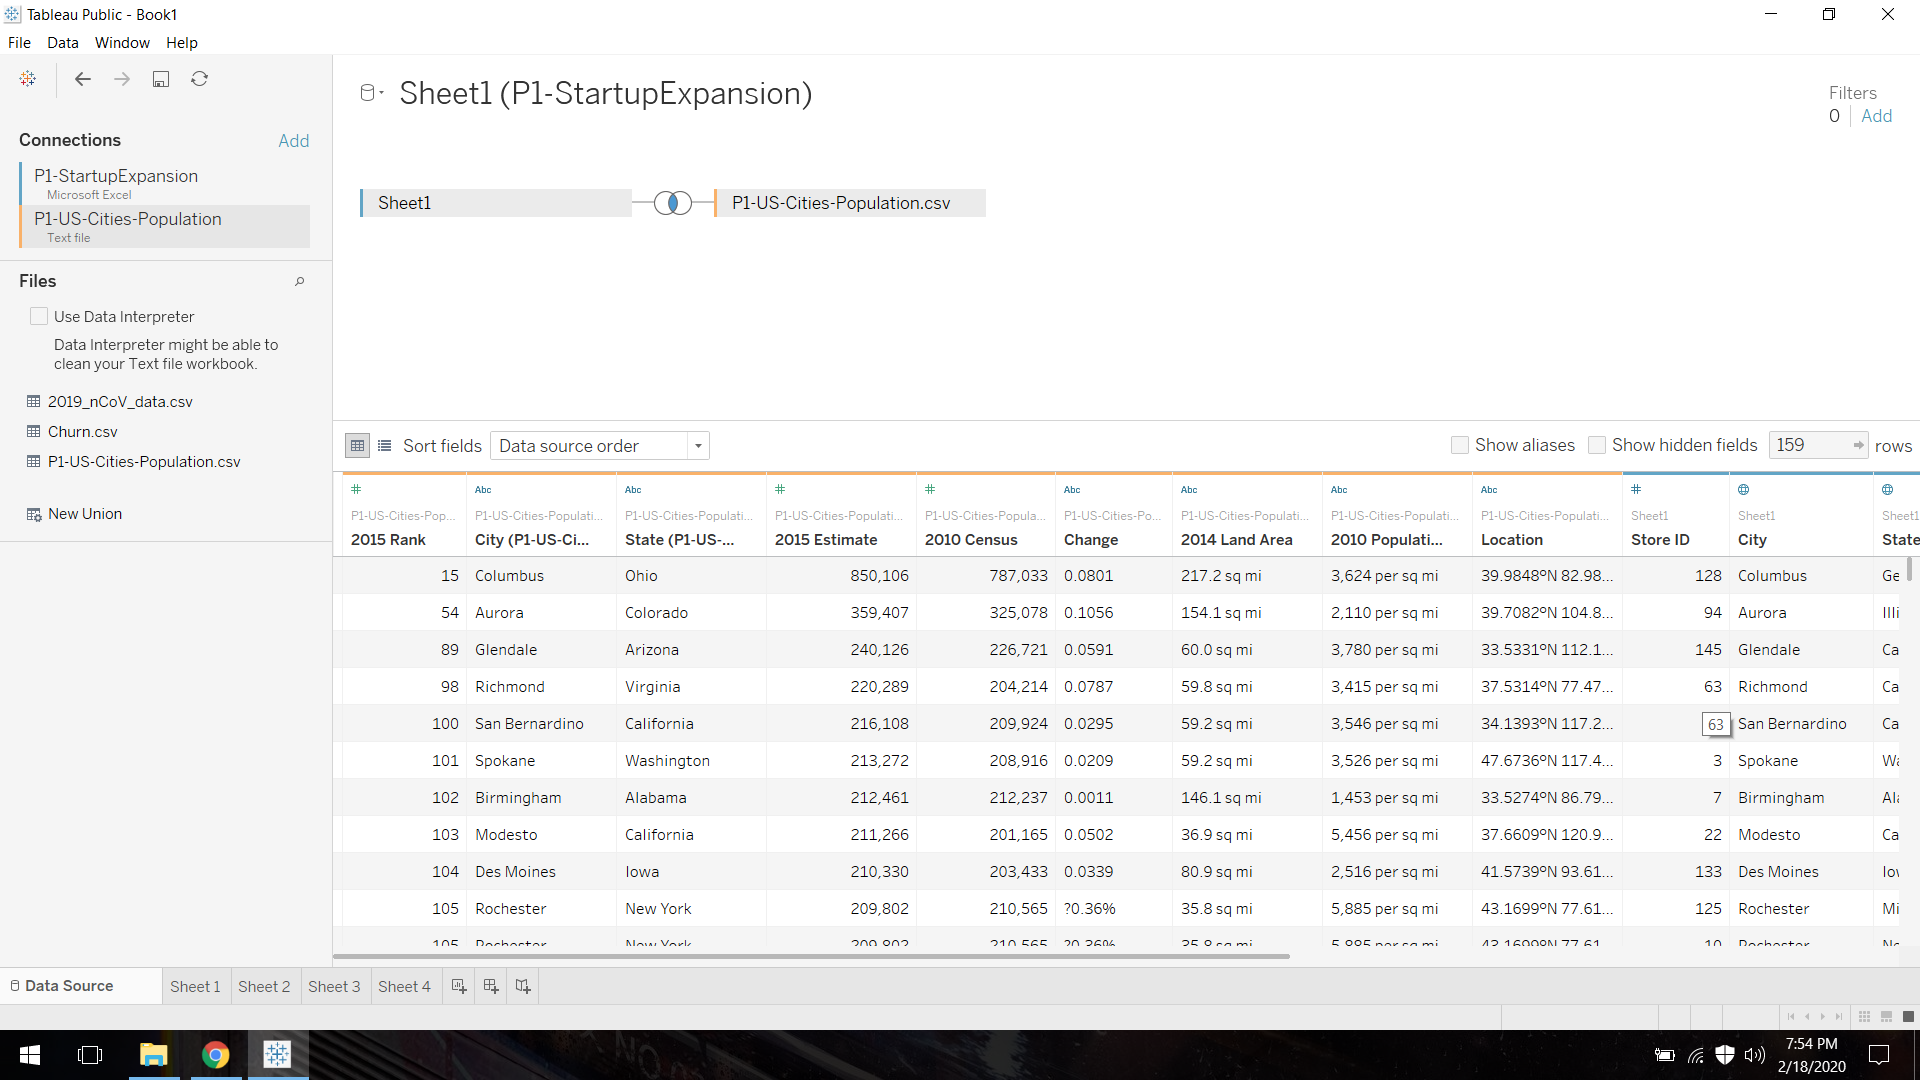 Tableau Public - Book1
File Data Window Help
Connections Add
P1-StartupExpansion
Microsoft Excel
P1-US-Cities-Population
Text file
Files
Use Data Interpreter
Data Interpreter might be able to
clean your Text file workbook.
2019_nCoV_data.csv
Churn.csv
P1-US-Cities-Population.csv
New Union
Sheet1 (P1-StartupExpansion)
Filters
0 Add
Sheet1 P1-US-Cities-Population.csv
Sort fields Data source order Show aliases Show hidden fields 159 rows
# Abc Abc # # Abc Abc Abc Abc #
P1-US-Cities-Pop... P1-US-Cities-Populati... P1-US-Cities-Populati... P1-US-Cities-Populati... P1-US-Cities-Popula... P1-US-Cities-Po... P1-US-Cities-Populati... P1-US-Cities-Populati... P1-US-Cities-Populati... Sheet1 Sheet1 Sheet1
2015 Rank City (P1-US-Ci... State (P1-US-... 2015 Estimate 2010 Census Change 2014 Land Area 2010 Populati... Location Store ID City State
15 Columbus Ohio 850,106 787,033 0.0801 217.2 sq mi 3,624 per sq mi 39.9848°N 82.98... 128 Columbus Ge
54 Aurora Colorado 359,407 325,078 0.1056 154.1 sq mi 2,110 per sq mi 39.7082°N 104.8... 94 Aurora Illi
89 Glendale Arizona 240,126 226,721 0.0591 60.0 sq mi 3,780 per sq mi 33.5331°N 112.1... 145 Glendale Ca
98 Richmond Virginia 220,289 204,214 0.0787 59.8 sq mi 3,415 per sq mi 37.5314°N 77.47... 63 Richmond Ca
100 San Bernardino California 216,108 209,924 0.0295 59.2 sq mi 3,546 per sq mi 34.1393°N 117.2... 63 San Bernardino Ca
101 Spokane Washington 213,272 208,916 0.0209 59.2 sq mi 3,526 per sq mi 47.6736°N 117.4... 3 Spokane Wa
102 Birmingham Alabama 212,461 212,237 0.0011 146.1 sq mi 1,453 per sq mi 33.5274°N 86.79... 7 Birmingham Ala
103 Modesto California 211,266 201,165 0.0502 36.9 sq mi 5,456 per sq mi 37.6609°N 120.9... 22 Modesto Ca
104 Des Moines Iowa 210,330 203,433 0.0339 80.9 sq mi 2,516 per sq mi 41.5739°N 93.61... 133 Des Moines Iov
105 Rochester New York 209,802 210,565 ?0.36% 35.8 sq mi 5,885 per sq mi 43.1699°N 77.61... 125 Rochester Mi
105 Rochester New York 209,802 210,565 ?0.36% 35.8 sq mi 5,885 per sq mi 43.1699°N 77.61... 10 Rochester Ne
Data Source Sheet 1 Sheet 2 Sheet 3 Sheet 4
7:54 PM
2/18/2020